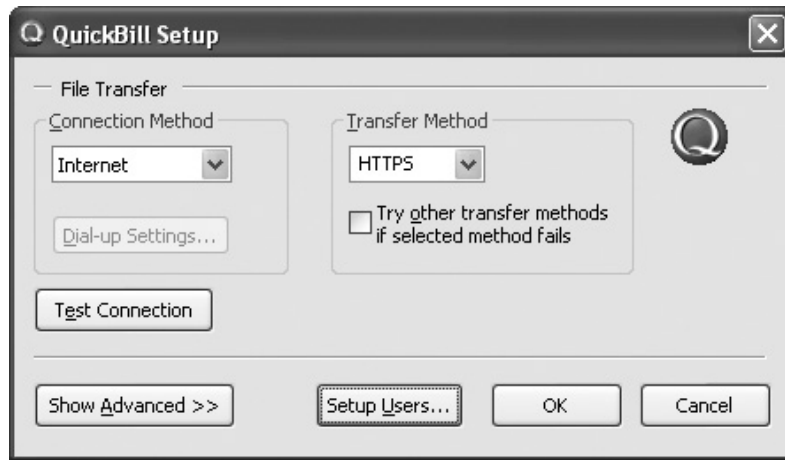 QuickBill Setup
File Transfer
Connection Method
Internet
Dial-up Settings...
Transfer Method
HTTPS
Try other transfer methods
if selected method fails
Test Connection
Show Advanced >>
Setup Users...
OK
Cancel